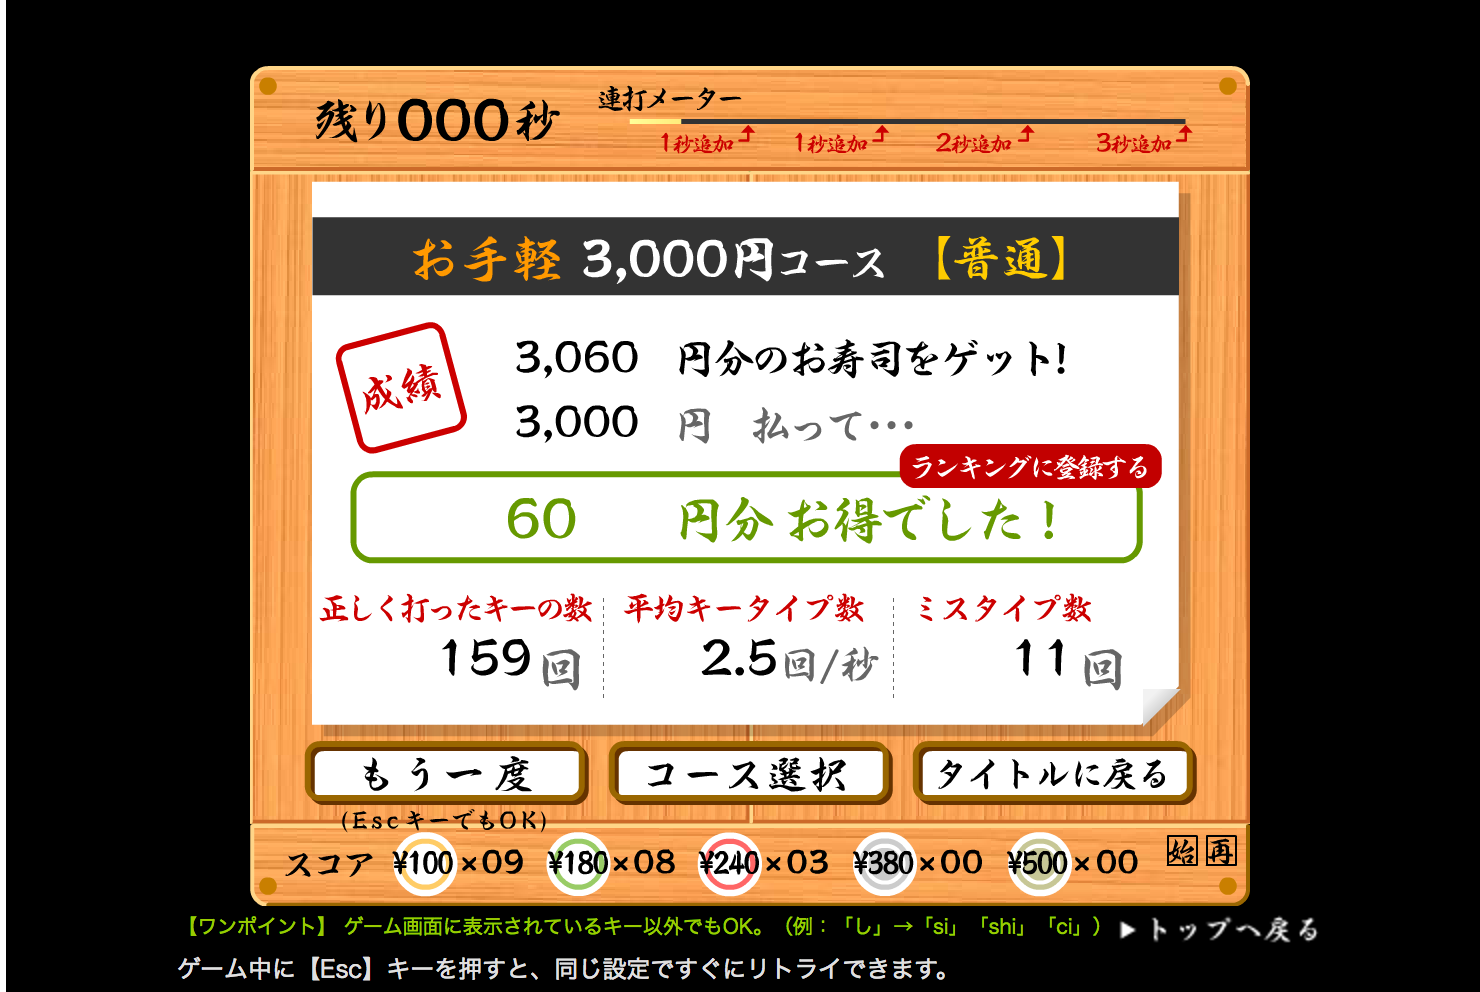 残り000秒
連打メーター
1秒追加 1秒追加 2秒追加 3秒追加
お手軽 3,000円コース 【普通】
成績
3,060 円分のお寿司をゲット!
3,000 円 払って…
ランキングに登録する
60 円分 お得でした！
正しく打ったキーの数 平均キータイプ数 ミスタイプ数
159回 2.5回/秒 11回
もう一度 コース選択 タイトルに戻る
(EscキーでもOK)
スコア ¥100×09 ¥180×08 ¥240×03 ¥380×00 ¥500×00 始 再
【ワンポイント】 ゲーム画面に表示されているキー以外でもOK。（例：「し」→「si」「shi」「ci」） ▶トップへ戻る
ゲーム中に【Esc】キーを押すと、同じ設定ですぐにリトライできます。